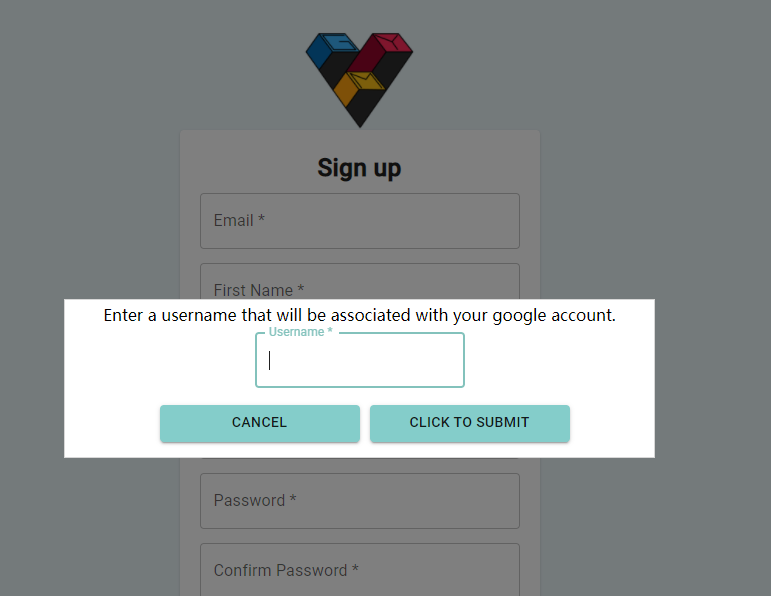 Sign up
Email *
First Name *
Enter a username that will be associated with your google account.
Username *
CANCEL
CLICK TO SUBMIT
Password *
Confirm Password *